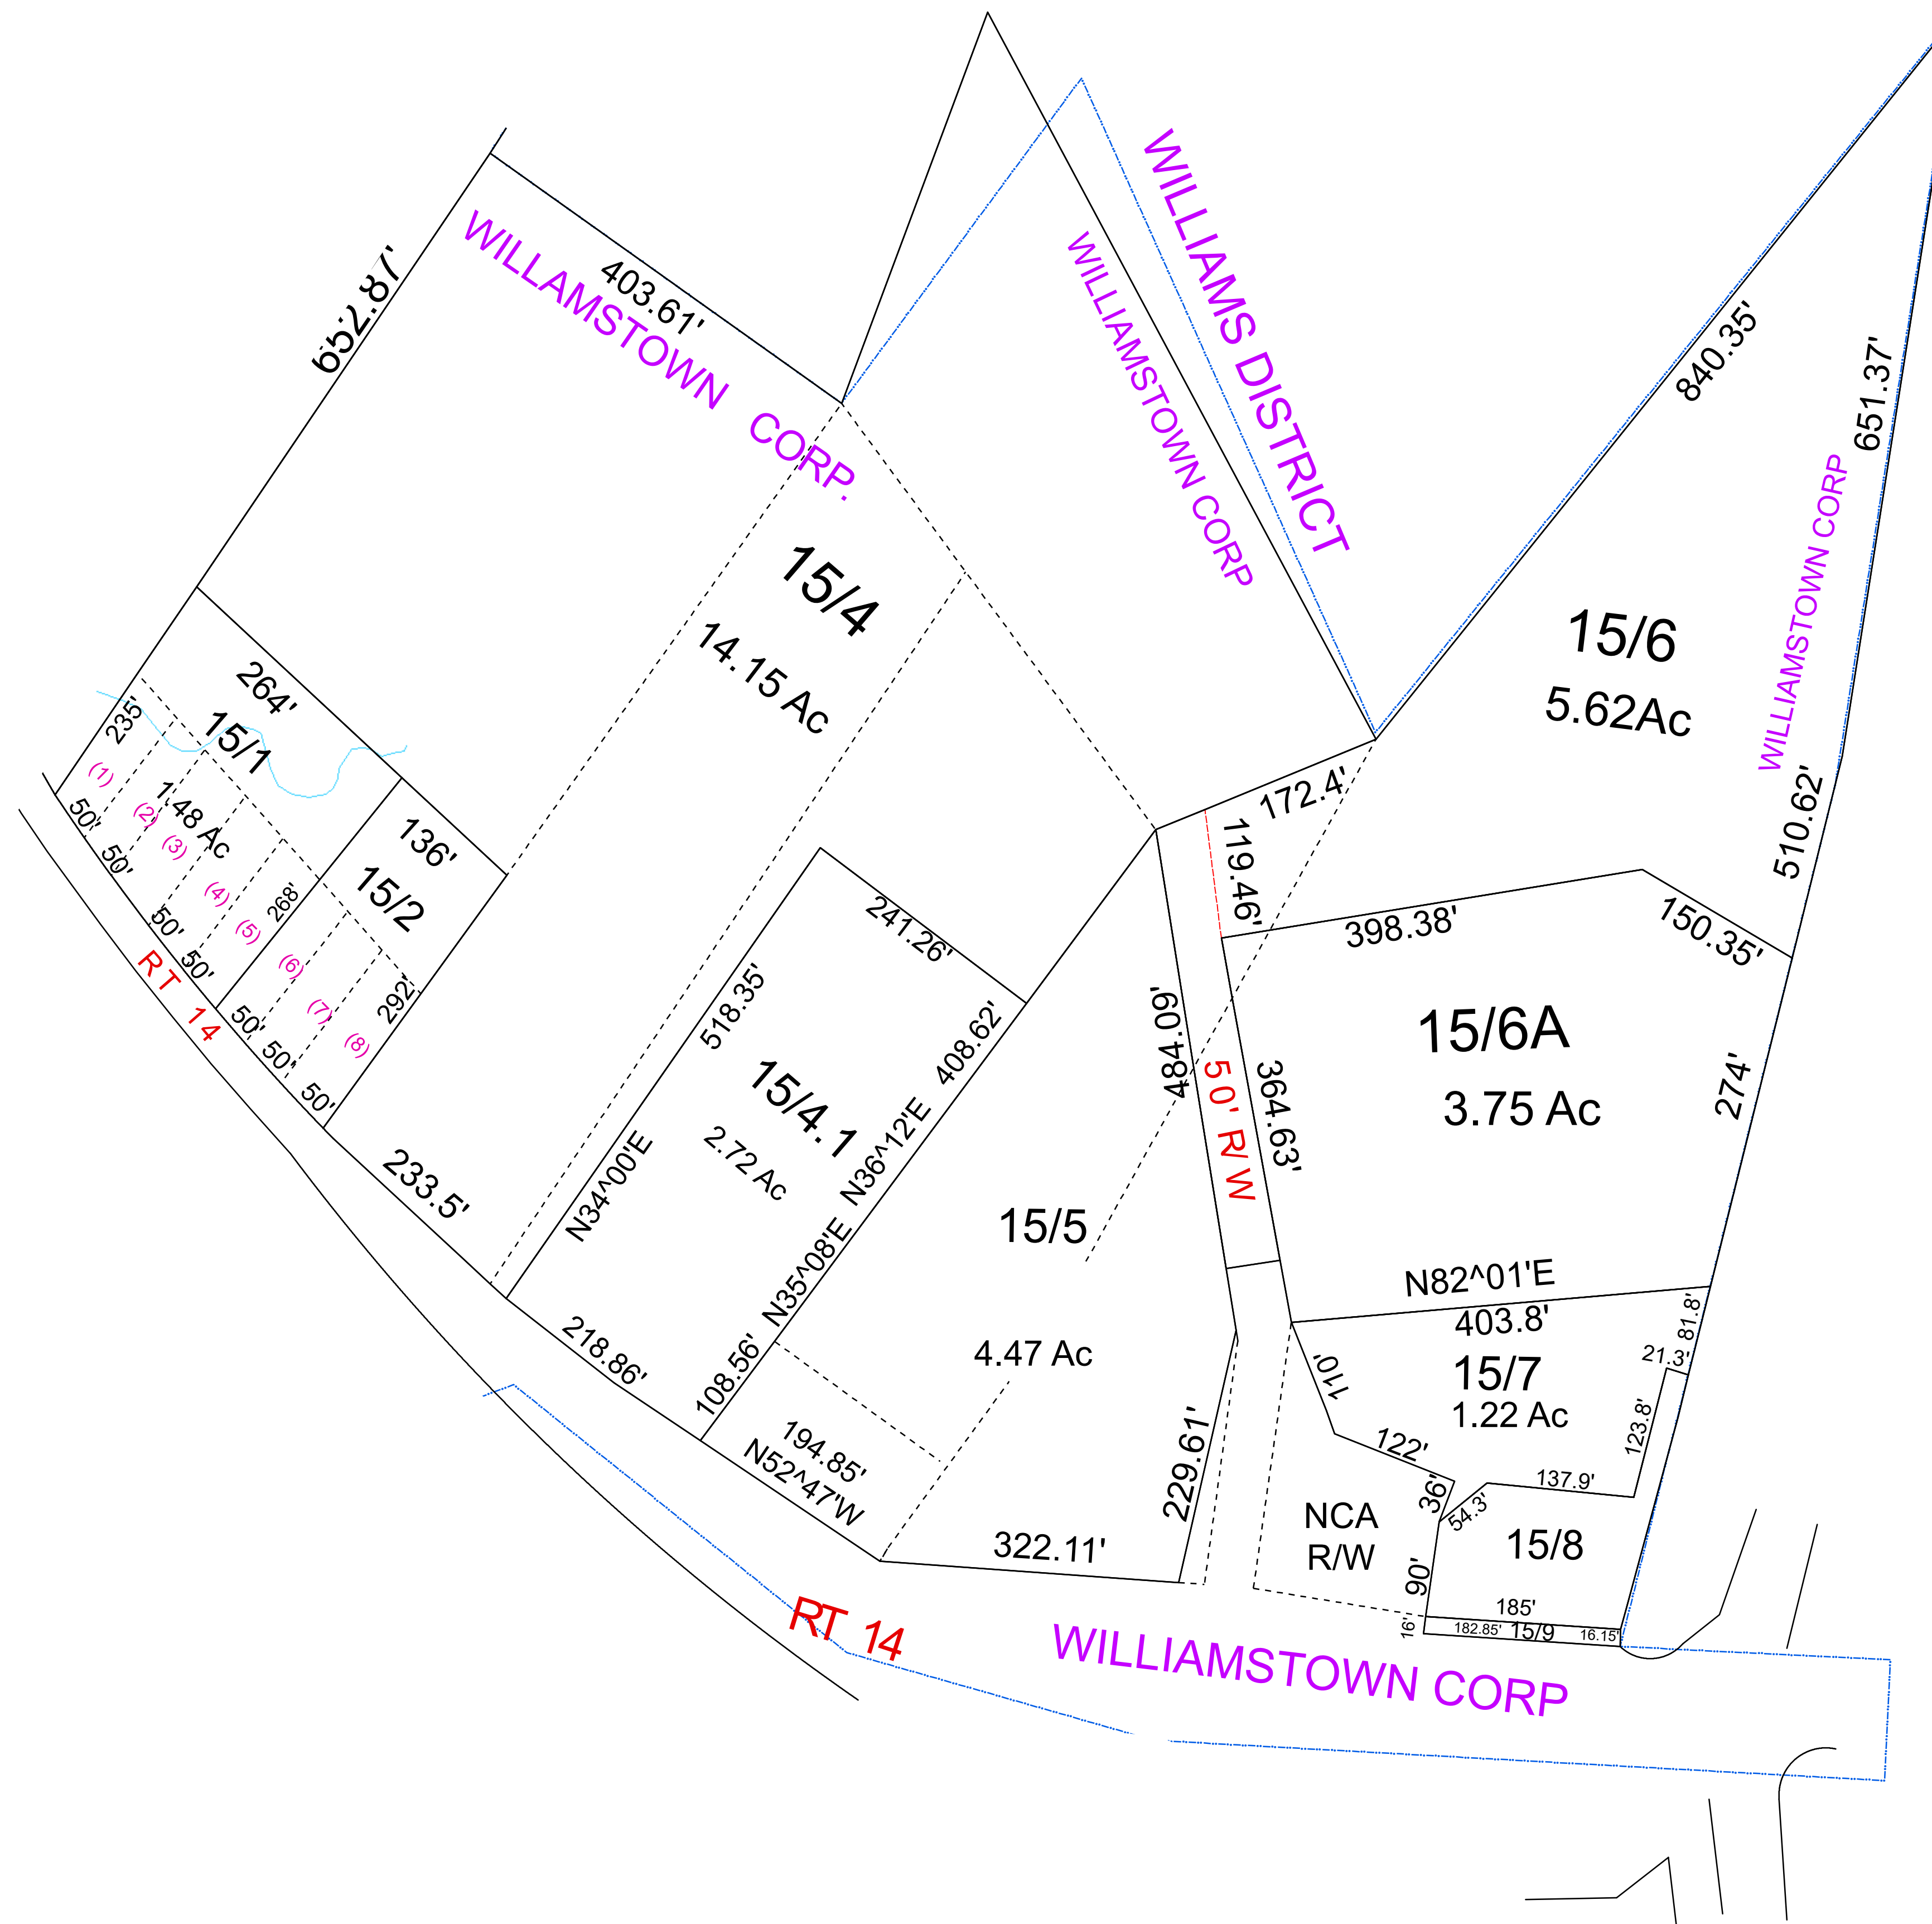 WILLIAMS DISTRICT
WILLIAMSTOWN CORP
WILLAMSTOWN CORP.
652.87'
403.61'
840.35'
651.37'
WILLIAMSTOWN CORP
510.62'
15/4
14.15 Ac
15/6
5.62Ac
172.4'
119.46'
264'
15/1
1.48 Ac
235'
(1)
(2)
(3)
(4)
(5)
50'
50'
50'
50'
268'
136'
15/2
(6)
(7)
(8)
292'
50'
50'
50'
RT 14
233.5'
241.26'
518.35'
N34^00'E
15/4.1
2.72 Ac
408.62'
N36^12'E
N35^08'E
108.56'
218.86'
484.09'
50' R/W
364.63'
398.38'
150.35'
15/6A
3.75 Ac
274'
N82^01'E
403.8'
15/5
4.47 Ac
194.85'
N52^47'W
322.11'
229.61'
110'
15/7
1.22 Ac
81.8'
21.3'
123.8'
122'
36'
54.3'
137.9'
NCA
R/W
15/8
90'
185'
16'
182.85'
15/9
16.15'
RT 14
WILLIAMSTOWN CORP